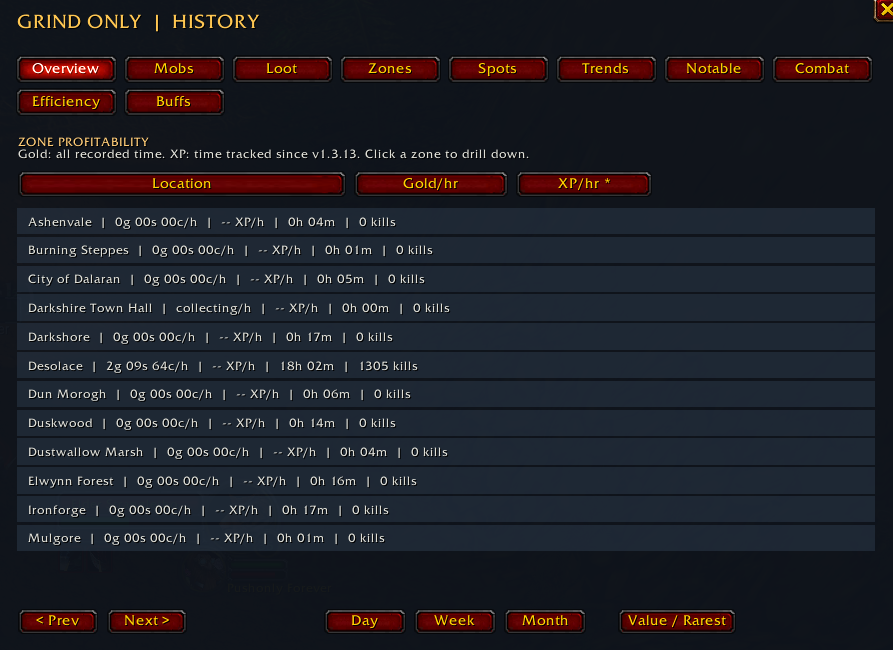 GRIND ONLY | HISTORY
Overview Mobs Loot Zones Spots Trends Notable Combat
Efficiency Buffs
ZONE PROFITABILITY
Gold: all recorded time. XP: time tracked since v1.3.13. Click a zone to drill down.
Location Gold/hr XP/hr *
Ashenvale | 0g 00s 00c/h | -- XP/h | 0h 04m | 0 kills
Burning Steppes | 0g 00s 00c/h | -- XP/h | 0h 01m | 0 kills
City of Dalaran | 0g 00s 00c/h | -- XP/h | 0h 05m | 0 kills
Darkshire Town Hall | collecting/h | -- XP/h | 0h 00m | 0 kills
Darkshore | 0g 00s 00c/h | -- XP/h | 0h 17m | 0 kills
Desolace | 2g 09s 64c/h | -- XP/h | 18h 02m | 1305 kills
Dun Morogh | 0g 00s 00c/h | -- XP/h | 0h 06m | 0 kills
Duskwood | 0g 00s 00c/h | -- XP/h | 0h 14m | 0 kills
Dustwallow Marsh | 0g 00s 00c/h | -- XP/h | 0h 04m | 0 kills
Elwynn Forest | 0g 00s 00c/h | -- XP/h | 0h 16m | 0 kills
Ironforge | 0g 00s 00c/h | -- XP/h | 0h 17m | 0 kills
Mulgore | 0g 00s 00c/h | -- XP/h | 0h 01m | 0 kills
< Prev Next > Day Week Month Value / Rarest